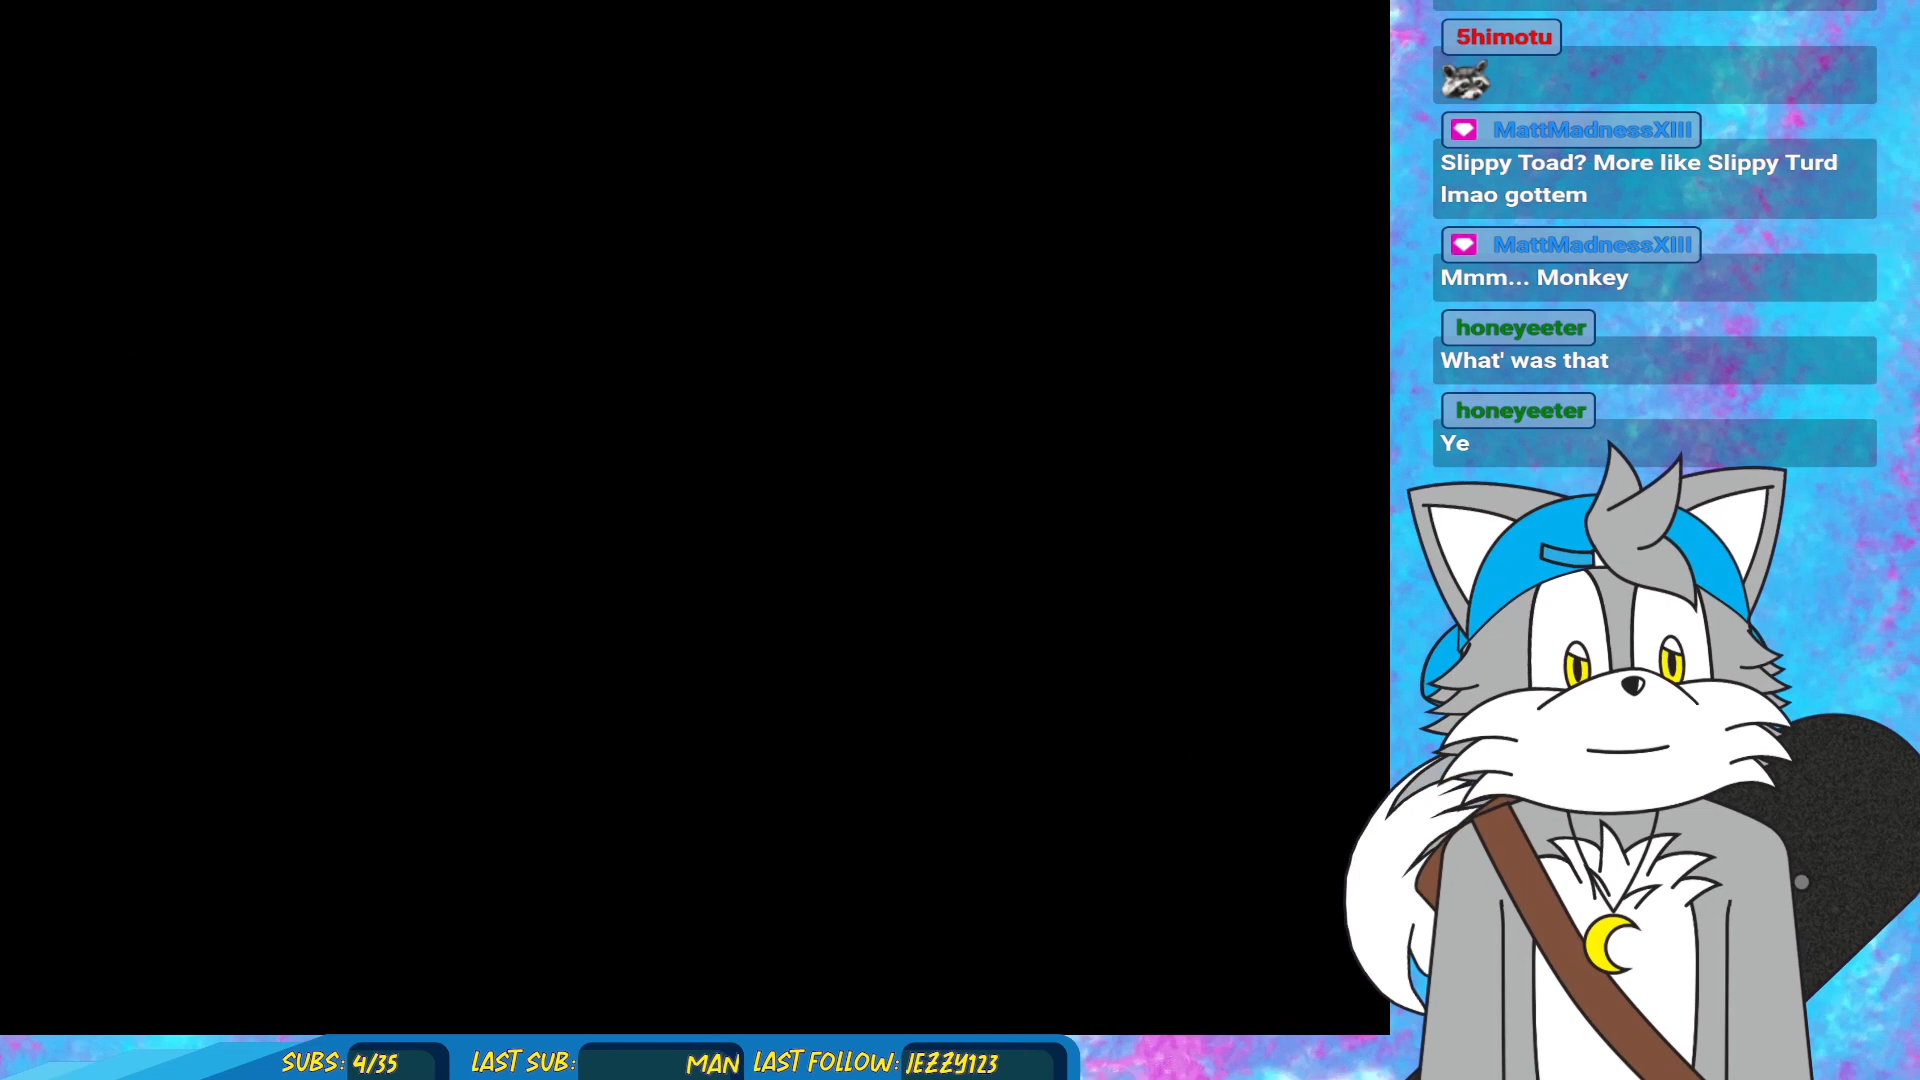 5himotu
MattMadnessXIII
Slippy Toad? More like Slippy Turd
lmao gottem
MattMadnessXIII
Mmm... Monkey
honeyeeter
What' was that
honeyeeter
Ye
SUBS: 4/35 LAST SUB: MAN LAST FOLLOW: JEZZY123